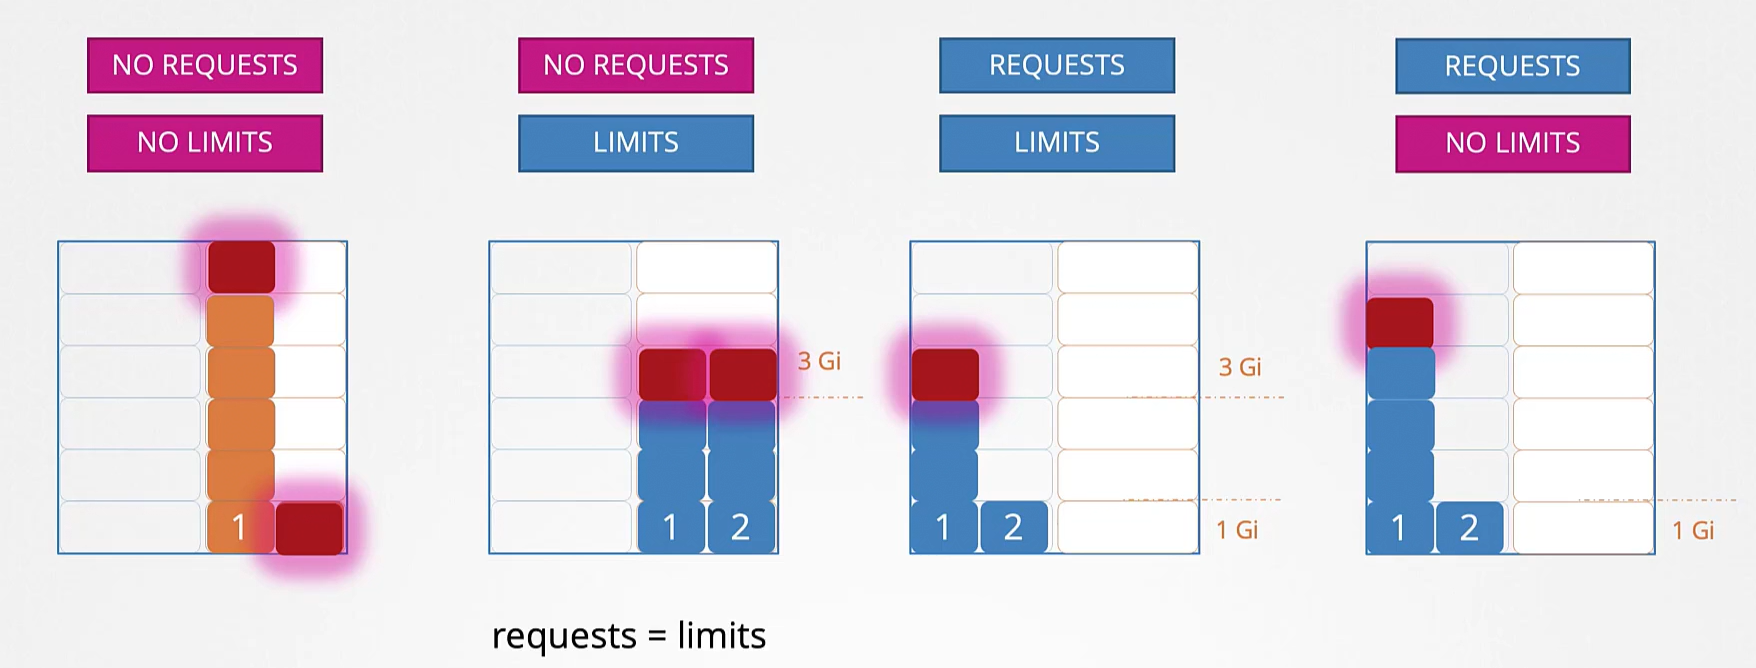 NO REQUESTS
NO LIMITS
1
NO REQUESTS
LIMITS
3 Gi
1 2
requests = limits
REQUESTS
LIMITS
3 Gi
1 2
1 Gi
REQUESTS
NO LIMITS
1 2
1 Gi